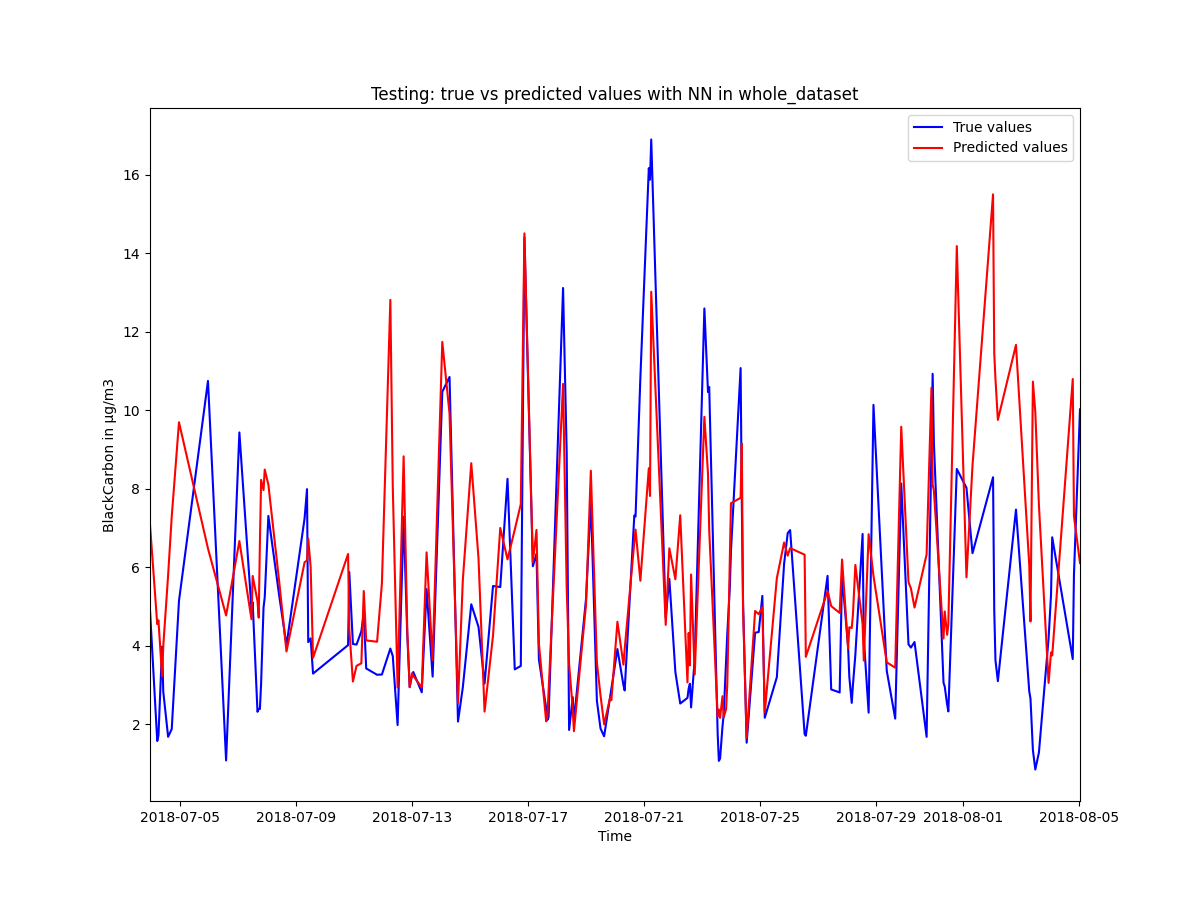 Testing: true vs predicted values with NN in whole_dataset
True values
Predicted values
BlackCarbon in µg/m3
16
14
12
10
8
6
4
2
2018-07-05 2018-07-09 2018-07-13 2018-07-17 2018-07-21 2018-07-25 2018-07-29 2018-08-01 2018-08-05
Time